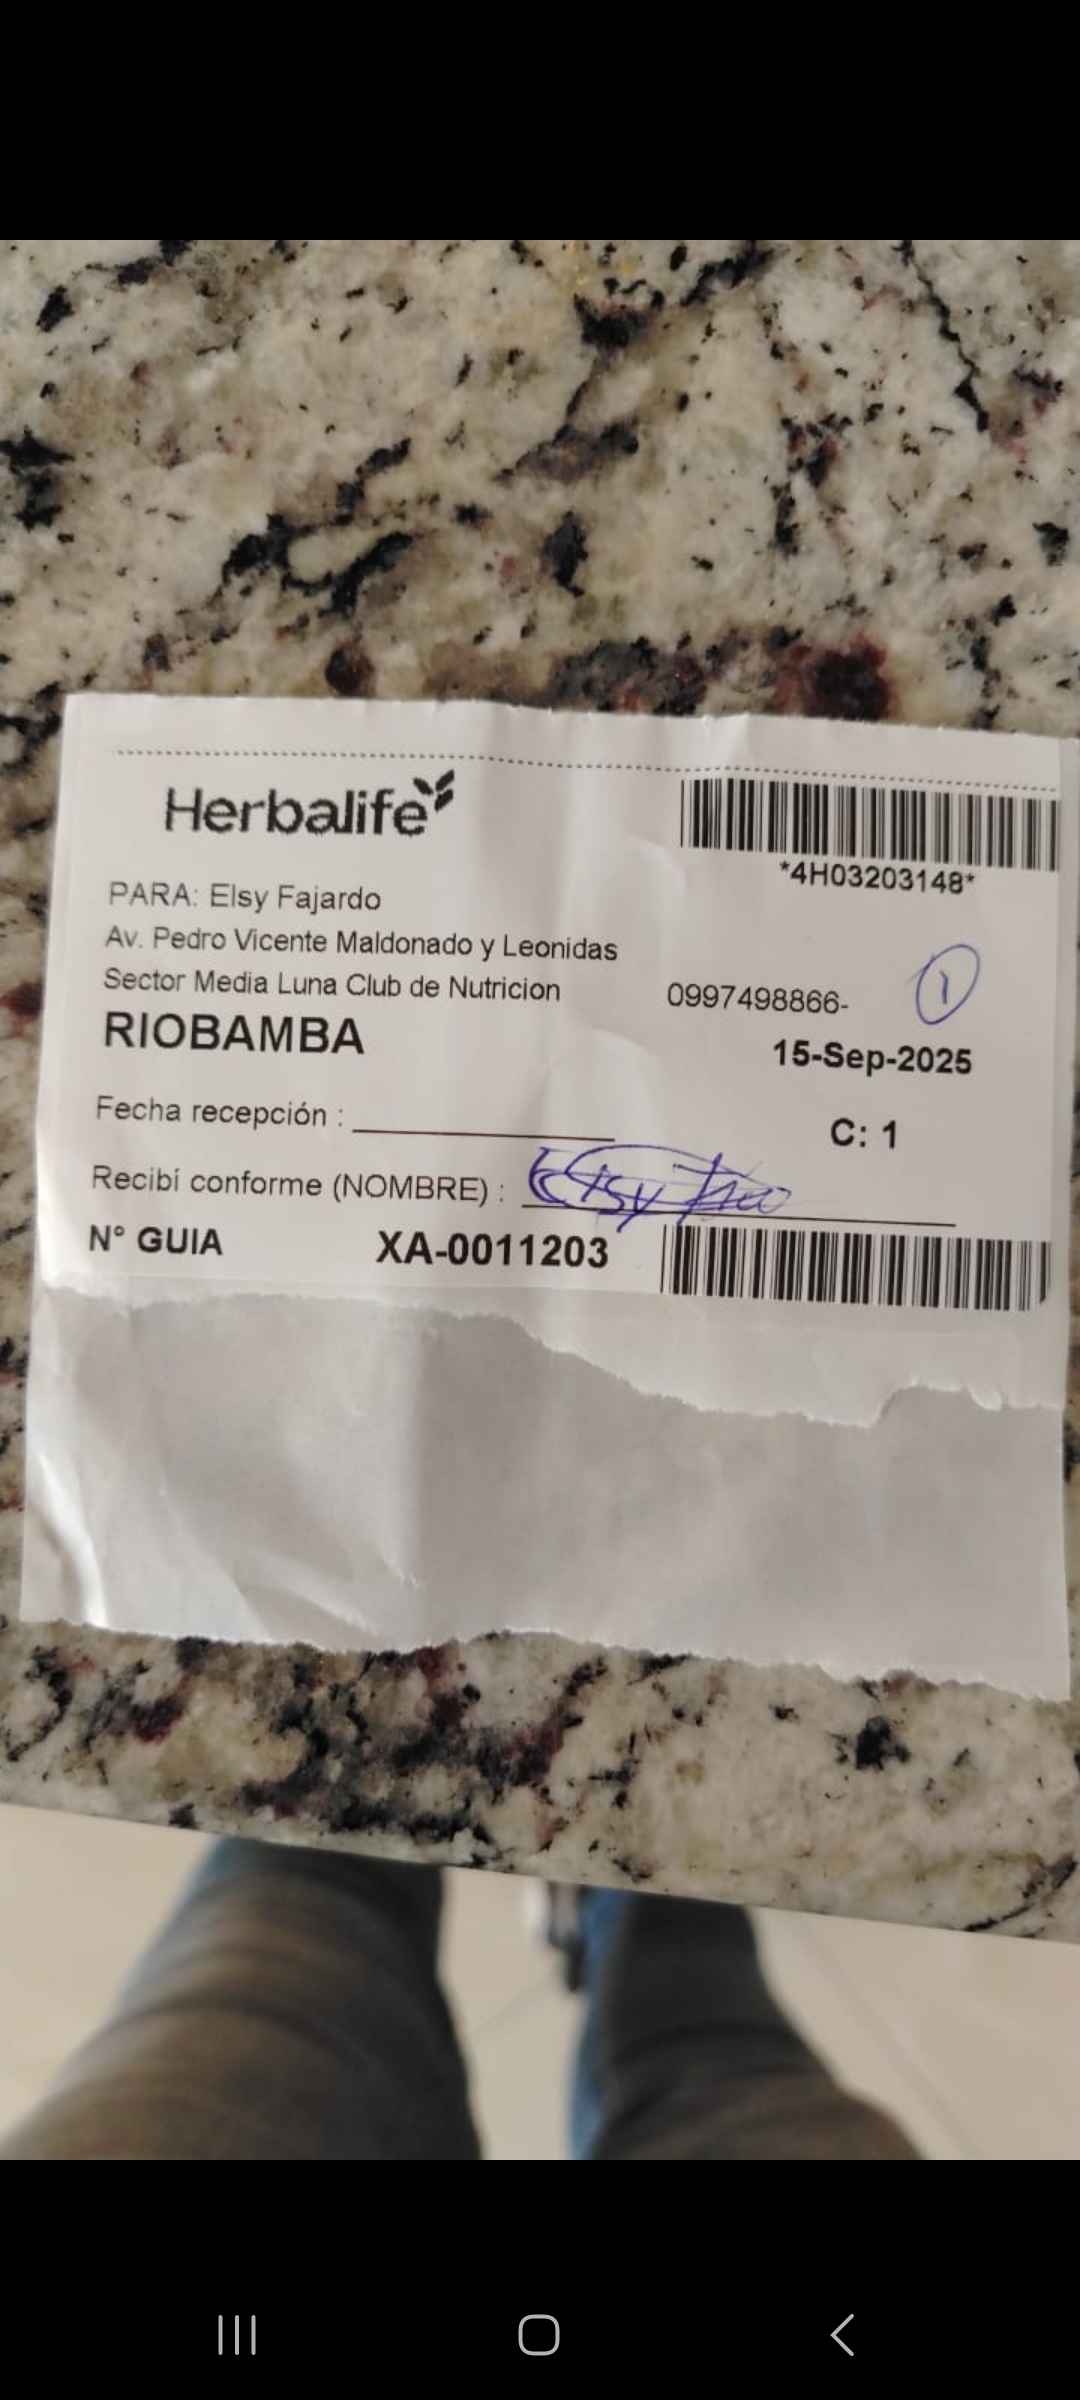 Herbalife
*4H03203148*
PARA: Elsy Fajardo
Av. Pedro Vicente Maldonado y Leonidas
Sector Media Luna Club de Nutricion
0997498866-
1
RIOBAMBA
15-Sep-2025
Fecha recepción :
C: 1
Recibí conforme (NOMBRE) : Elsy
N° GUIA XA-0011203